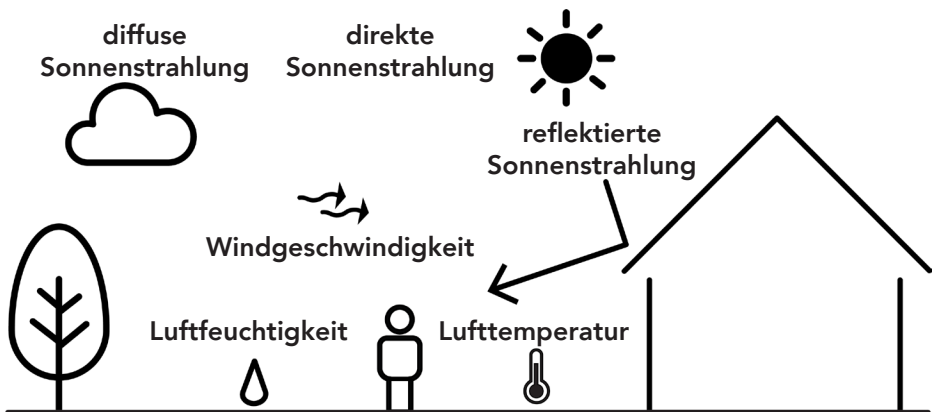 diffuse
Sonnenstrahlung
direkte
Sonnenstrahlung
reflektierte
Sonnenstrahlung
Windgeschwindigkeit
Luftfeuchtigkeit
Lufttemperatur